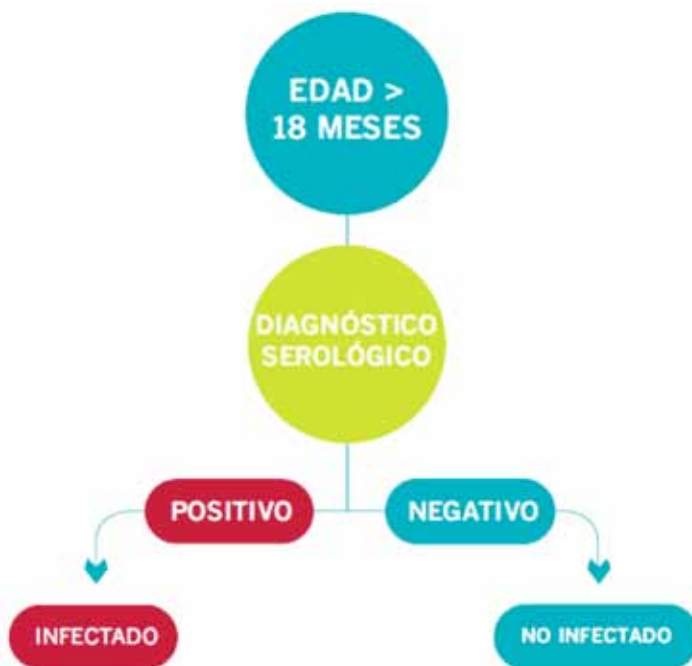 EDAD >
18 MESES
DIAGNÓSTICO
SEROLÓGICO
POSITIVO
NEGATIVO
INFECTADO
NO INFECTADO